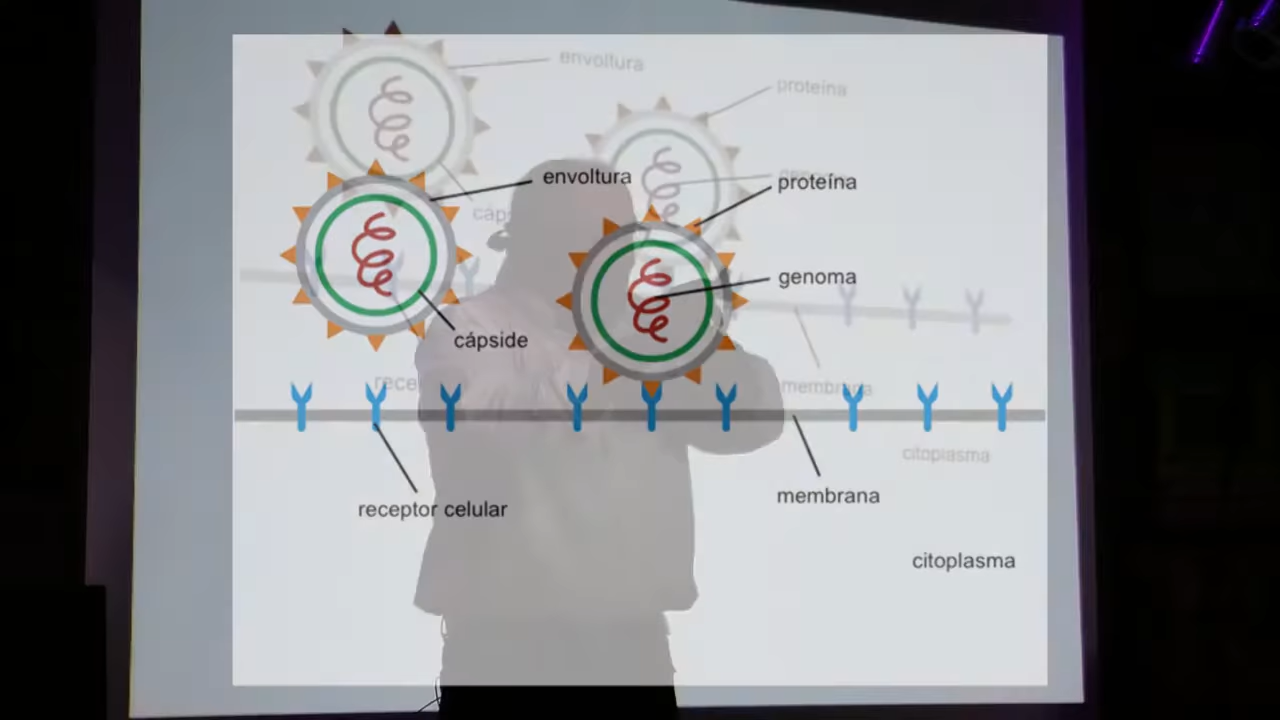 envoltura
proteína
envoltura
proteína
genoma
cápside
membrana
citoplasma
receptor celular
membrana
citoplasma